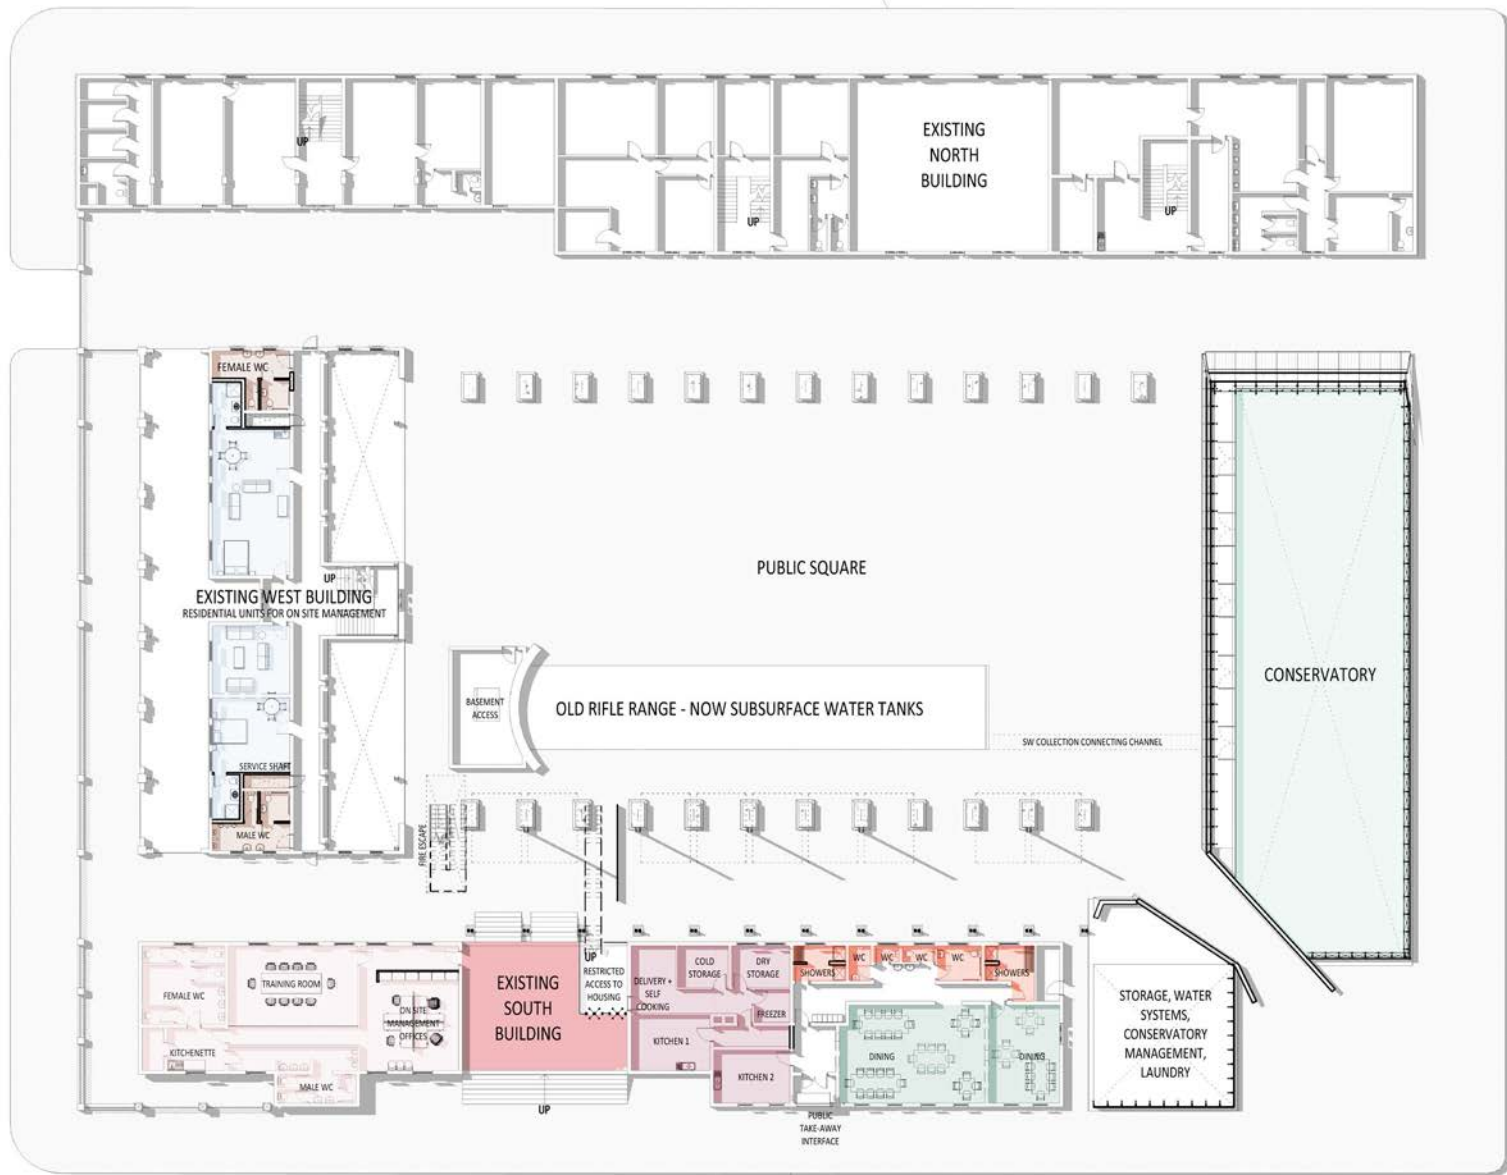 EXISTING
NORTH
BUILDING
UP
UP
UP
FEMALE WC
UP
EXISTING WEST BUILDING
RESIDENTIAL UNITS FOR ON SITE MANAGEMENT
SERVICE SHAFT
MALE WC
PUBLIC SQUARE
CONSERVATORY
BASEMENT
ACCESS
OLD RIFLE RANGE - NOW SUBSURFACE WATER TANKS
SW COLLECTION CONNECTING CHANNEL
FIRE ESCAPE
FEMALE WC
TRAINING ROOM
ON SITE
MANAGEMENT
OFFICES
KITCHENETTE
MALE WC
EXISTING
SOUTH
BUILDING
UP
UP
RESTRICTED
ACCESS TO
HOUSING
DELIVERY +
SELF
COOKING
COLD
STORAGE
DRY
STORAGE
FREEZER
KITCHEN 1
KITCHEN 2
SHOWERS
WC
WC
WC
WC
SHOWERS
DINING
DINING
PUBLIC
TAKE-AWAY
INTERFACE
STORAGE, WATER
SYSTEMS,
CONSERVATORY
MANAGEMENT,
LAUNDRY